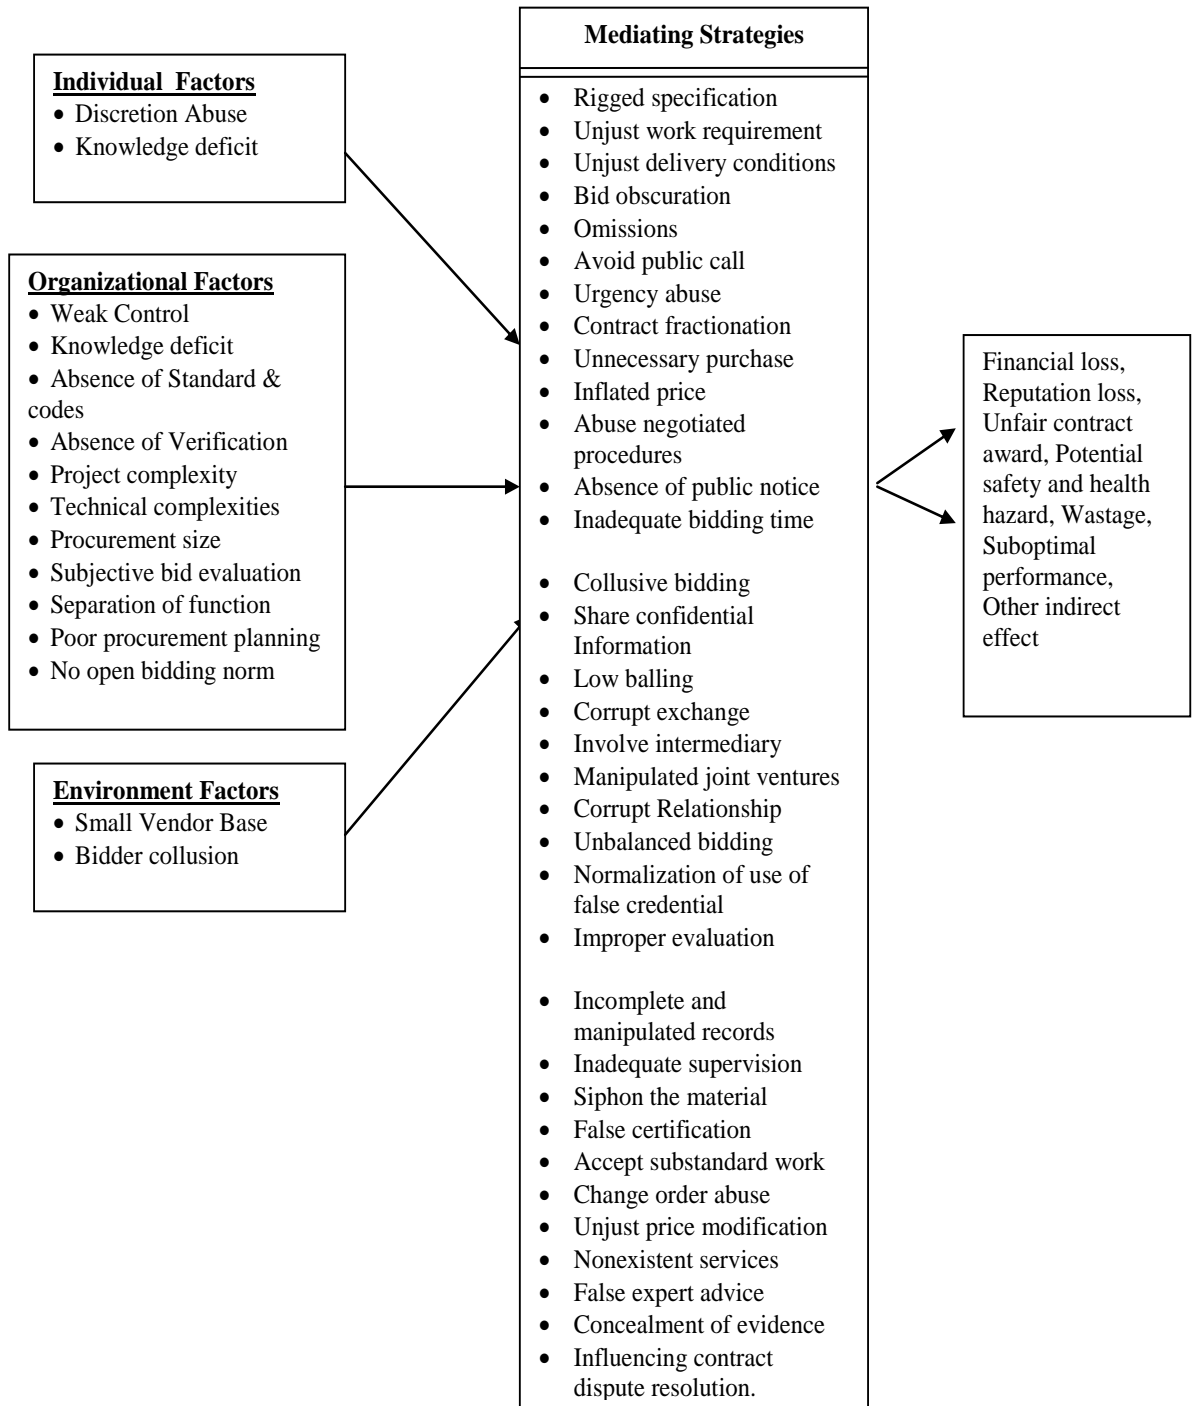 Individual Factors
• Discretion Abuse
• Knowledge deficit
Organizational Factors
• Weak Control
• Knowledge deficit
• Absence of Standard &
codes
• Absence of Verification
• Project complexity
• Technical complexities
• Procurement size
• Subjective bid evaluation
• Separation of function
• Poor procurement planning
• No open bidding norm
Environment Factors
• Small Vendor Base
• Bidder collusion
Mediating Strategies
• Rigged specification
• Unjust work requirement
• Unjust delivery conditions
• Bid obscuration
• Omissions
• Avoid public call
• Urgency abuse
• Contract fractionation
• Unnecessary purchase
• Inflated price
• Abuse negotiated
procedures
• Absence of public notice
• Inadequate bidding time
• Collusive bidding
• Share confidential
Information
• Low balling
• Corrupt exchange
• Involve intermediary
• Manipulated joint ventures
• Corrupt Relationship
• Unbalanced bidding
• Normalization of use of
false credential
• Improper evaluation
• Incomplete and
manipulated records
• Inadequate supervision
• Siphon the material
• False certification
• Accept substandard work
• Change order abuse
• Unjust price modification
• Nonexistent services
• False expert advice
• Concealment of evidence
• Influencing contract
dispute resolution.
Financial loss,
Reputation loss,
Unfair contract
award, Potential
safety and health
hazard, Wastage,
Suboptimal
performance,
Other indirect
effect